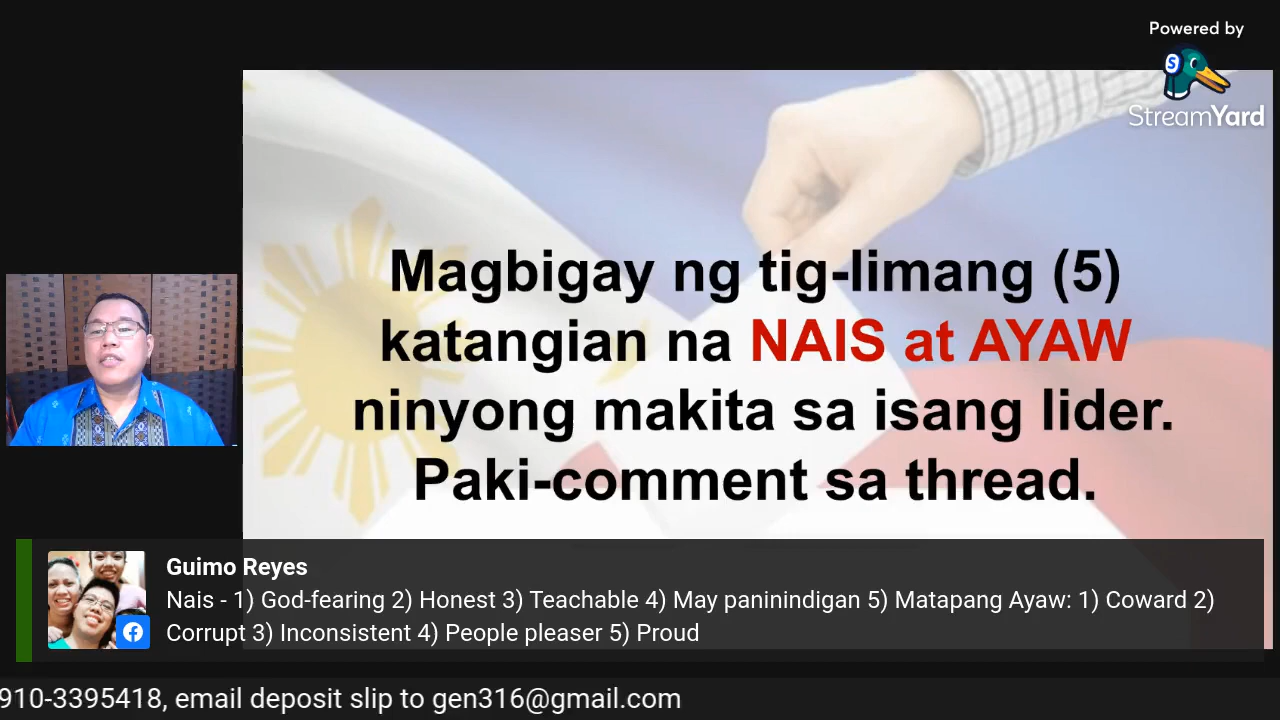 Powered by
StreamYard
Magbigay ng tig-limang (5)
katangian na NAIS at AYAW
ninyong makita sa isang lider.
Paki-comment sa thread.
Guimo Reyes
Nais - 1) God-fearing 2) Honest 3) Teachable 4) May paninindigan 5) Matapang Ayaw: 1) Coward 2)
Corrupt 3) Inconsistent 4) People pleaser 5) Proud
910-3395418, email deposit slip to gen316@gmail.com